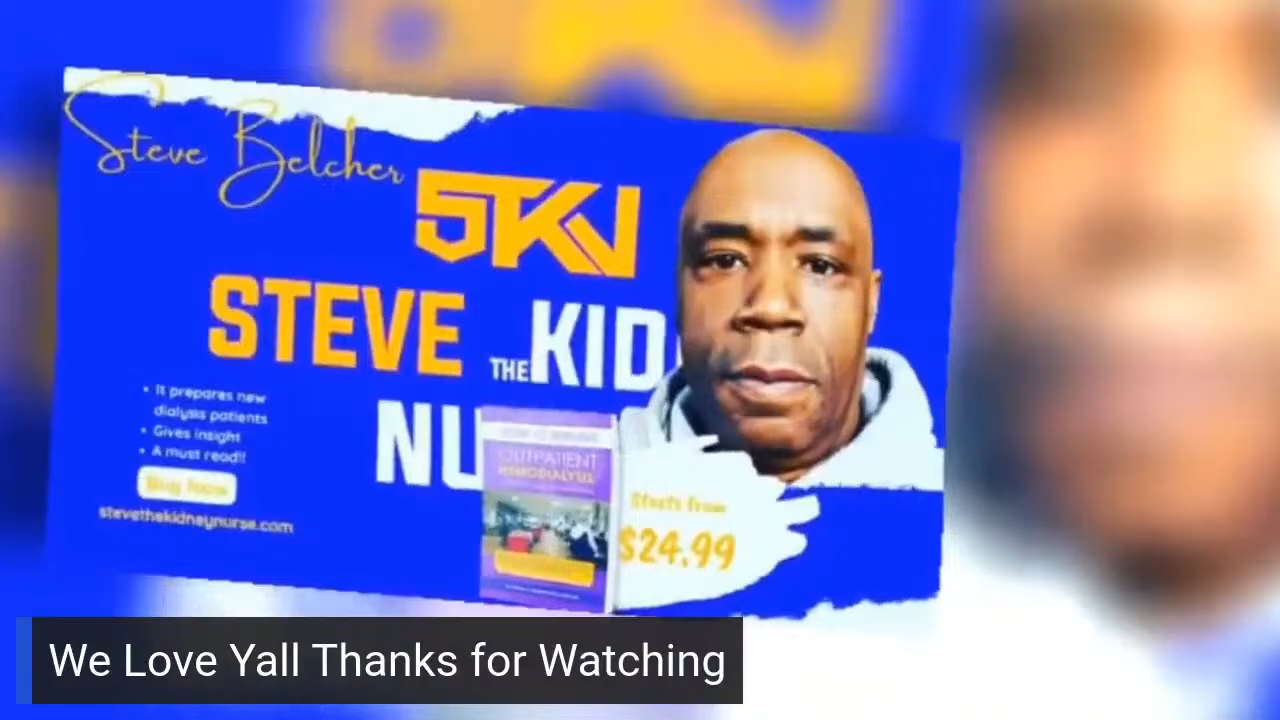 Steve Belcher
STKN
STEVE THE KID
NU
• It prepares new
dialysis patients
• Gives insight
• A must read!!
Buy Now
stevethekidneynurse.com
OUTPATIENT
HEMODIALYSIS
Starts from
$24.99
We Love Yall Thanks for Watching